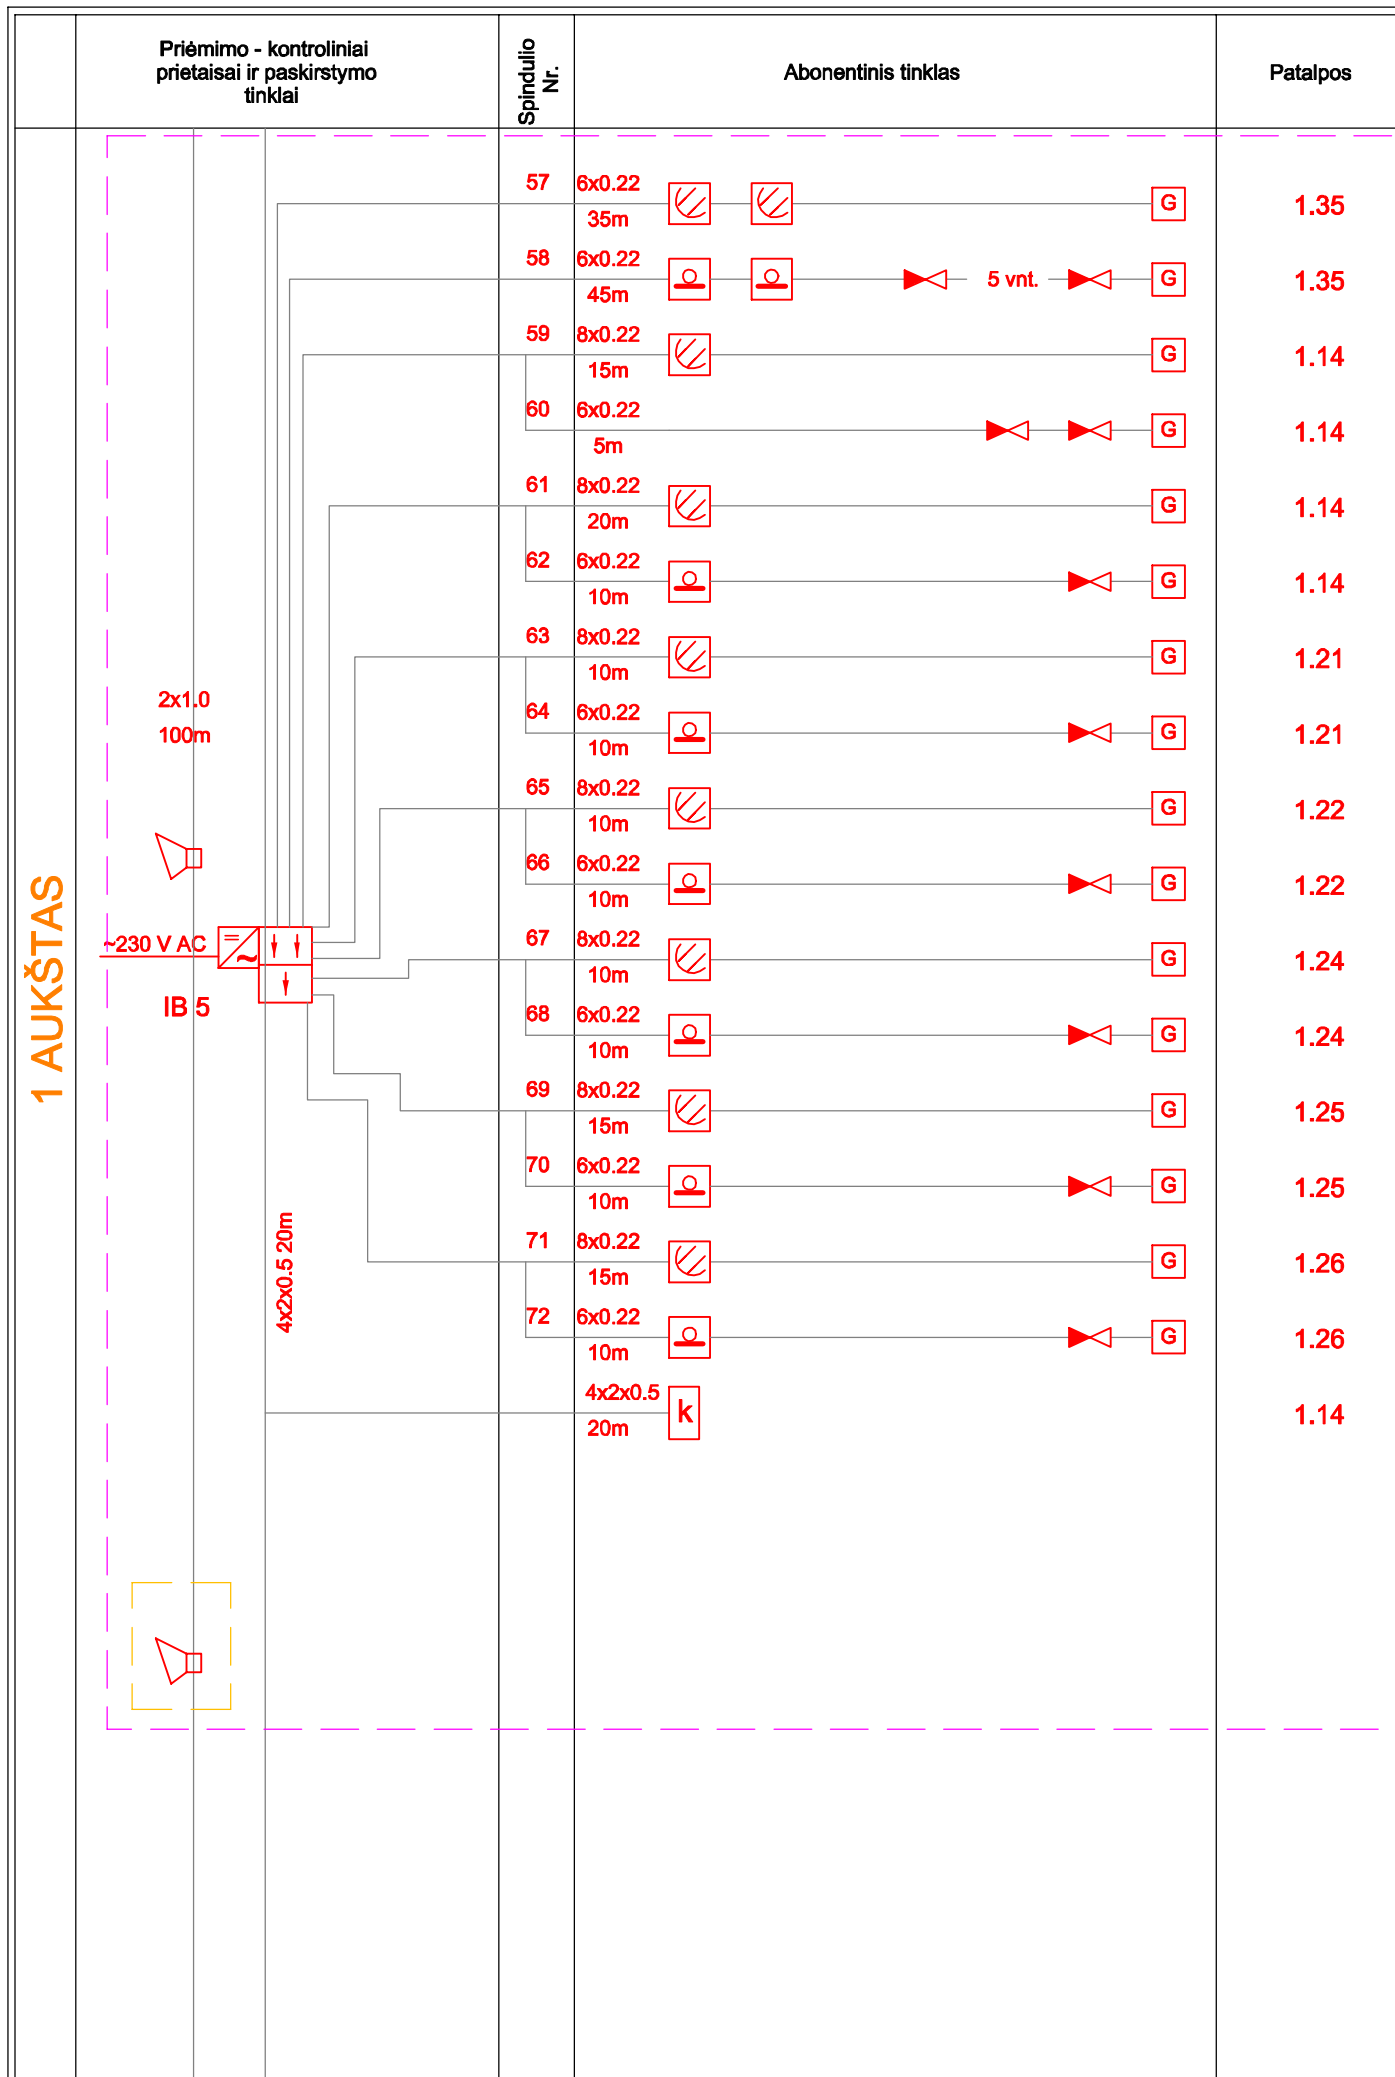 Priėmimo - kontroliniai
prietaisai ir paskirstymo
tinklai
Spindulio
Nr.
Abonentinis tinklas
Patalpos
57 6x0.22
35m
G 1.35
58 6x0.22
45m
5 vnt.
G 1.35
59 8x0.22
15m
G 1.14
60 6x0.22
5m
G 1.14
61 8x0.22
20m
G 1.14
62 6x0.22
10m
G 1.14
63 8x0.22
10m
G 1.21
2x1.0
100m
64 6x0.22
10m
G 1.21
65 8x0.22
10m
G 1.22
66 6x0.22
10m
G 1.22
1 AUKŠTAS
~230 V AC
IB 5
67 8x0.22
10m
G 1.24
68 6x0.22
10m
G 1.24
69 8x0.22
15m
G 1.25
70 6x0.22
10m
G 1.25
4x2x0.5 20m
71 8x0.22
15m
G 1.26
72 6x0.22
10m
G 1.26
4x2x0.5
20m
k 1.14